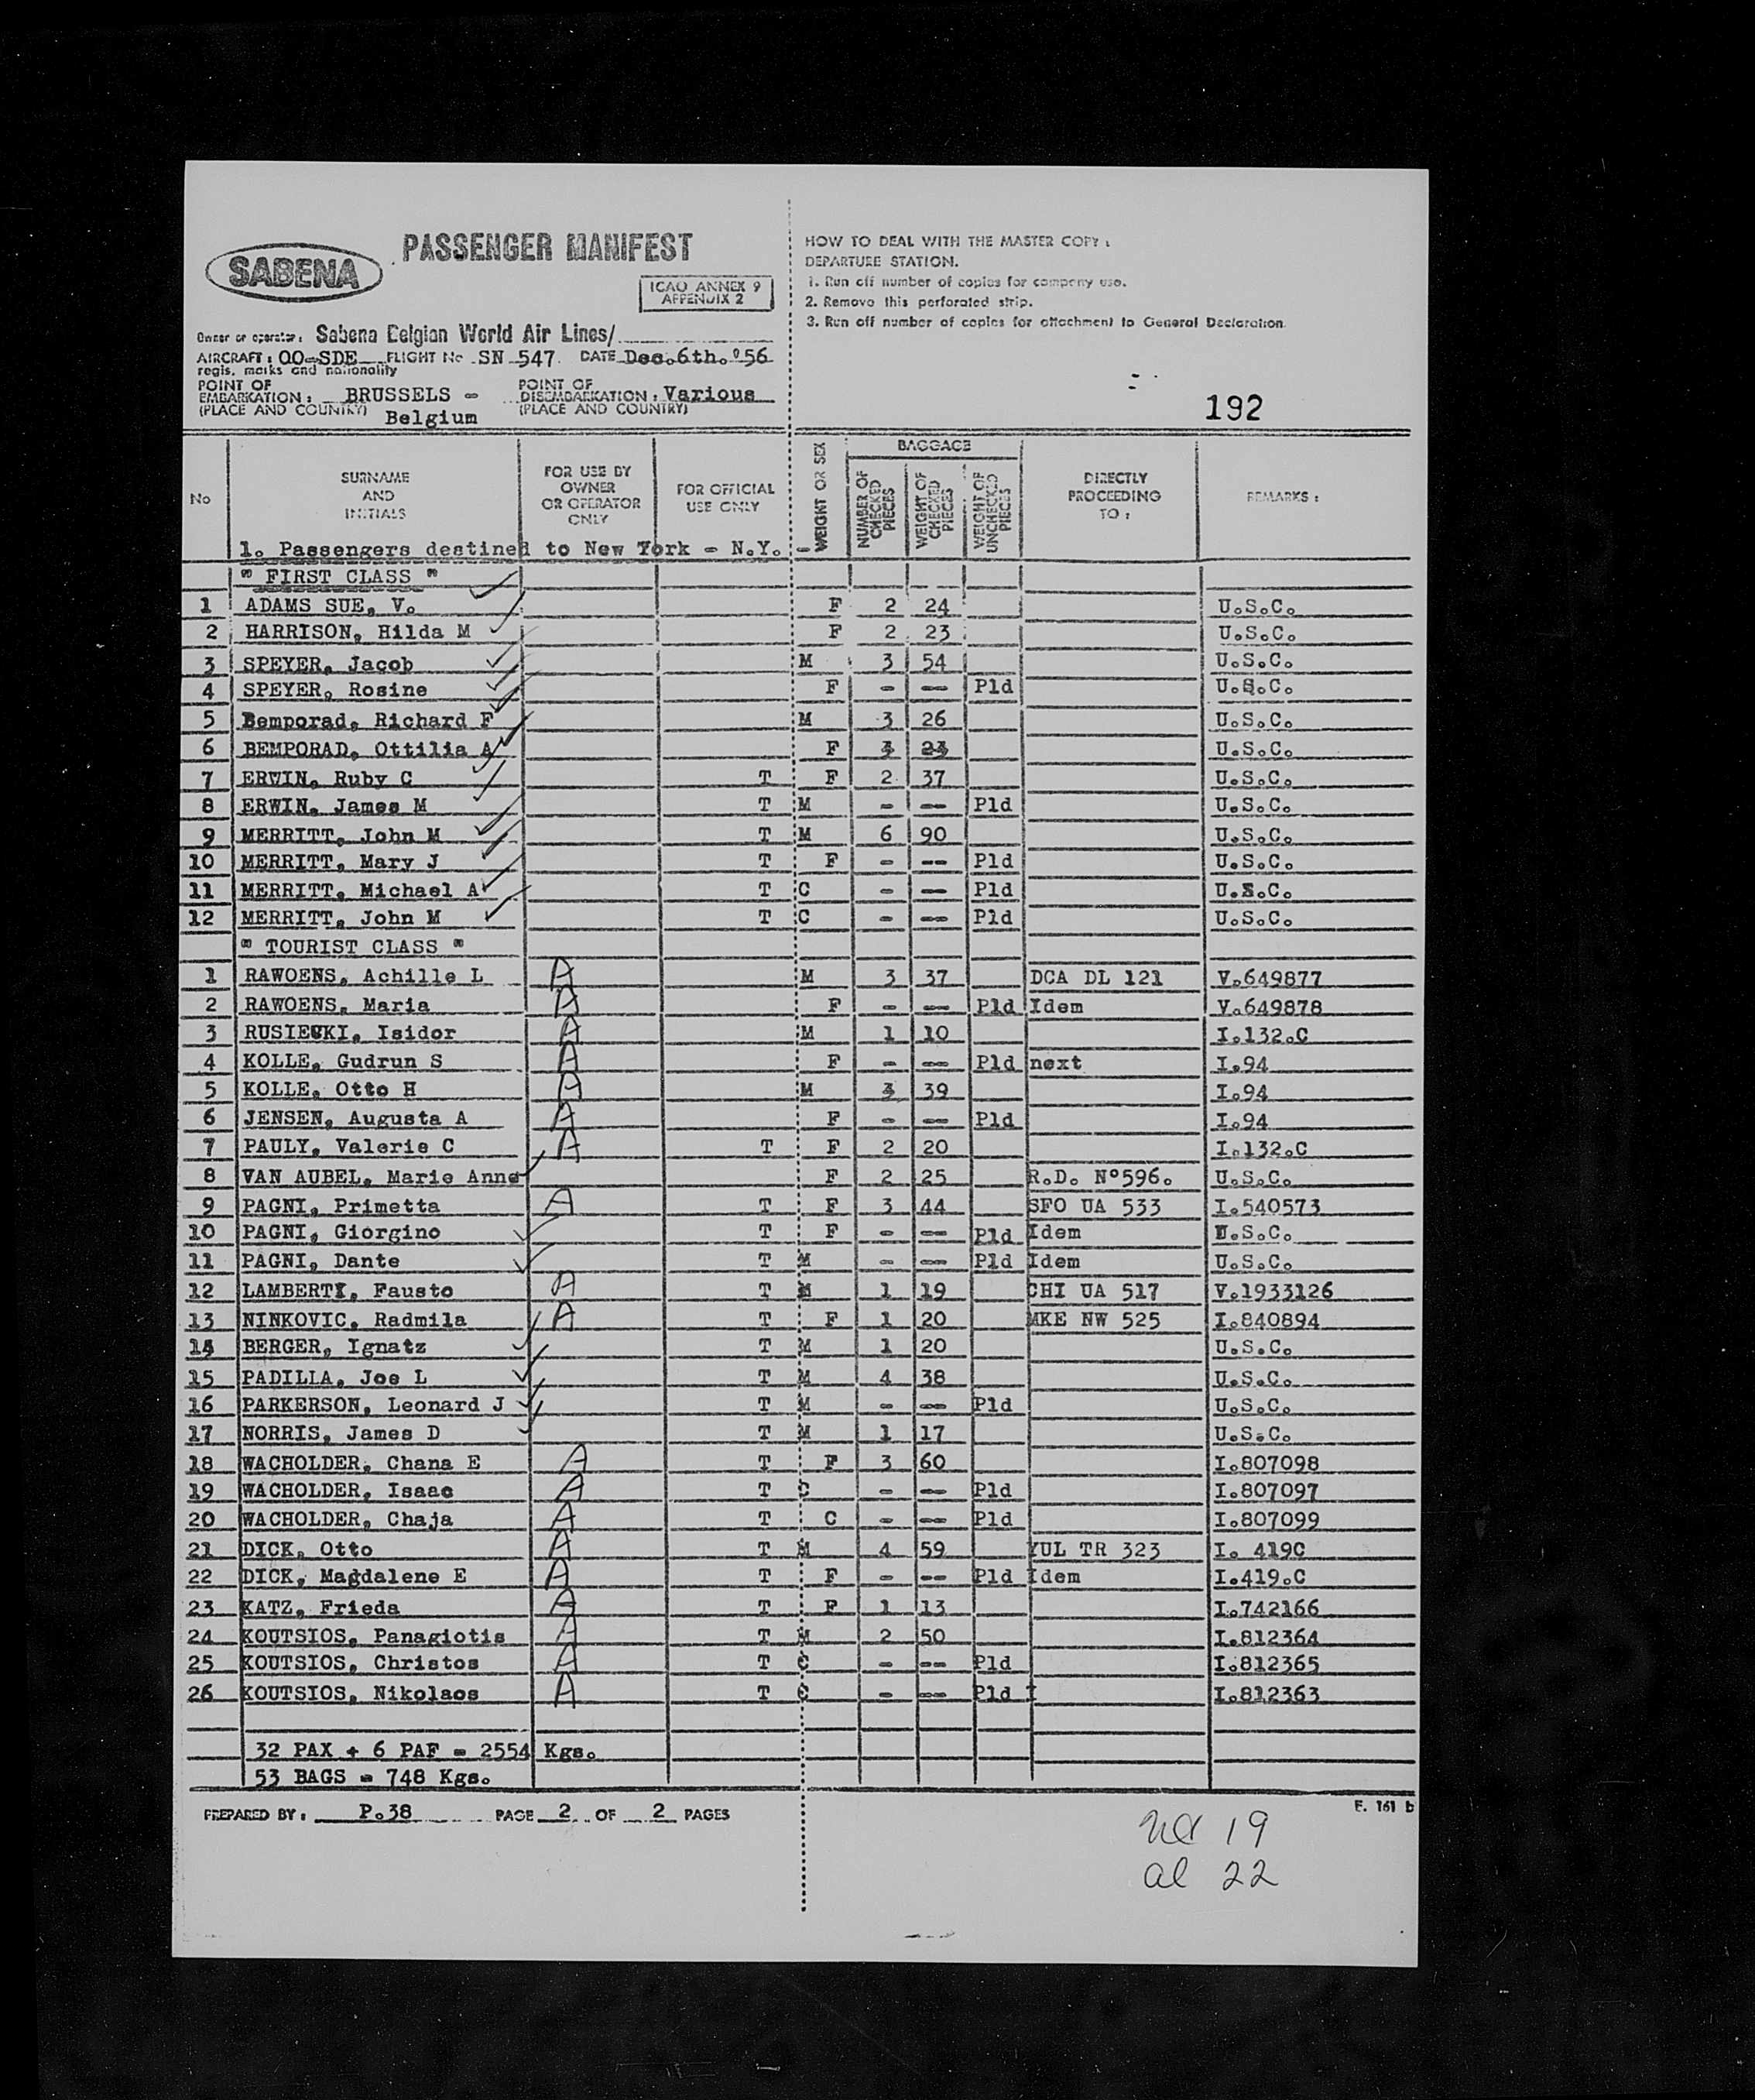 SABENA
PASSENGER MANIFEST
ICAO ANNEX 9
APPENDIX 2
Owner or operator: Sabena Belgian World Air Lines/
AIRCRAFT: OO-SDE FLIGHT No SN 547 DATE Dec.6th.'56
regis. marks and nationality
POINT OF EMBARKATION: BRUSSELS - Belgium
(PLACE AND COUNTRY)
POINT OF DISEMBARKATION: Various
(PLACE AND COUNTRY)
HOW TO DEAL WITH THE MASTER COPY:
DEPARTURE STATION.
1. Run off number of copies for company use.
2. Remove this perforated strip.
3. Run off number of copies for attachment to General Declaration.
192
No
SURNAME AND INITIALS
FOR USE BY OWNER OR OPERATOR ONLY
FOR OFFICIAL USE ONLY
WEIGHT OR SEX
BAGGAGE
NUMBER OF CHECKED PIECES
WEIGHT OF CHECKED PIECES
WEIGHT OF UNCHECKED PIECES
DIRECTLY PROCEEDING TO:
REMARKS:
1. Passengers destined to New York - N.Y.
" FIRST CLASS "
1 ADAMS SUE, V. F 2 24 U.S.C.
2 HARRISON, Hilda M F 2 23 U.S.C.
3 SPEYER, Jacob M 3 54 U.S.C.
4 SPEYER, Rosine F - -- Pld U.S.C.
5 Bemporad, Richard F M 3 26 U.S.C.
6 BEMPORAD, Ottilia A F 3 23 U.S.C.
7 ERWIN, Ruby C T F 2 37 U.S.C.
8 ERWIN, James M T M - -- Pld U.S.C.
9 MERRITT, John M T M 6 90 U.S.C.
10 MERRITT, Mary J T F - -- Pld U.S.C.
11 MERRITT, Michael A T C - -- Pld U.S.C.
12 MERRITT, John M T C - -- Pld U.S.C.
" TOURIST CLASS "
1 RAWOENS, Achille L A M 3 37 DCA DL 121 V.649877
2 RAWOENS, Maria A F - -- Pld Idem V.649878
3 RUSIECKI, Isidor A M 1 10 I.132.C
4 KOLLE, Gudrun S A F - -- Pld next I.94
5 KOLLE, Otto H A M 3 39 I.94
6 JENSEN, Augusta A A F - -- Pld I.94
7 PAULY, Valerie C A T F 2 20 I.132.C
8 VAN AUBEL, Marie Anne F 2 25 R.D. N°596. U.S.C.
9 PAGNI, Primetta A T F 3 44 SFO UA 533 I.540573
10 PAGNI, Giorgino T F - -- Pld Idem U.S.C.
11 PAGNI, Dante T M - -- Pld Idem U.S.C.
12 LAMBERTI, Fausto A T M 1 19 CHI UA 517 V.1933126
13 NINKOVIC, Radmila A T F 1 20 MKE NW 525 I.840894
14 BERGER, Ignatz T M 1 20 U.S.C.
15 PADILLA, Joe L T M 4 38 U.S.C.
16 PARKERSON, Leonard J T M - -- Pld U.S.C.
17 NORRIS, James D T M 1 17 U.S.C.
18 WACHOLDER, Chana E A T F 3 60 I.807098
19 WACHOLDER, Isaac A T C - -- Pld I.807097
20 WACHOLDER, Chaja A T C - -- Pld I.807099
21 DICK, Otto A T M 4 59 YUL TR 323 I. 419C
22 DICK, Magdalene E A T F - -- Pld Idem I.419.C
23 KATZ, Frieda A T F 1 13 I.742166
24 KOUTSIOS, Panagiotis A T M 2 50 I.812364
25 KOUTSIOS, Christos A T C - -- Pld I.812365
26 KOUTSIOS, Nikolaos A T C - -- Pld I.812363
32 PAX + 6 PAF = 2554 Kgs.
53 BAGS = 748 Kgs.
PREPARED BY: P.38 PAGE 2 OF 2 PAGES
F. 161 b
19
al 22